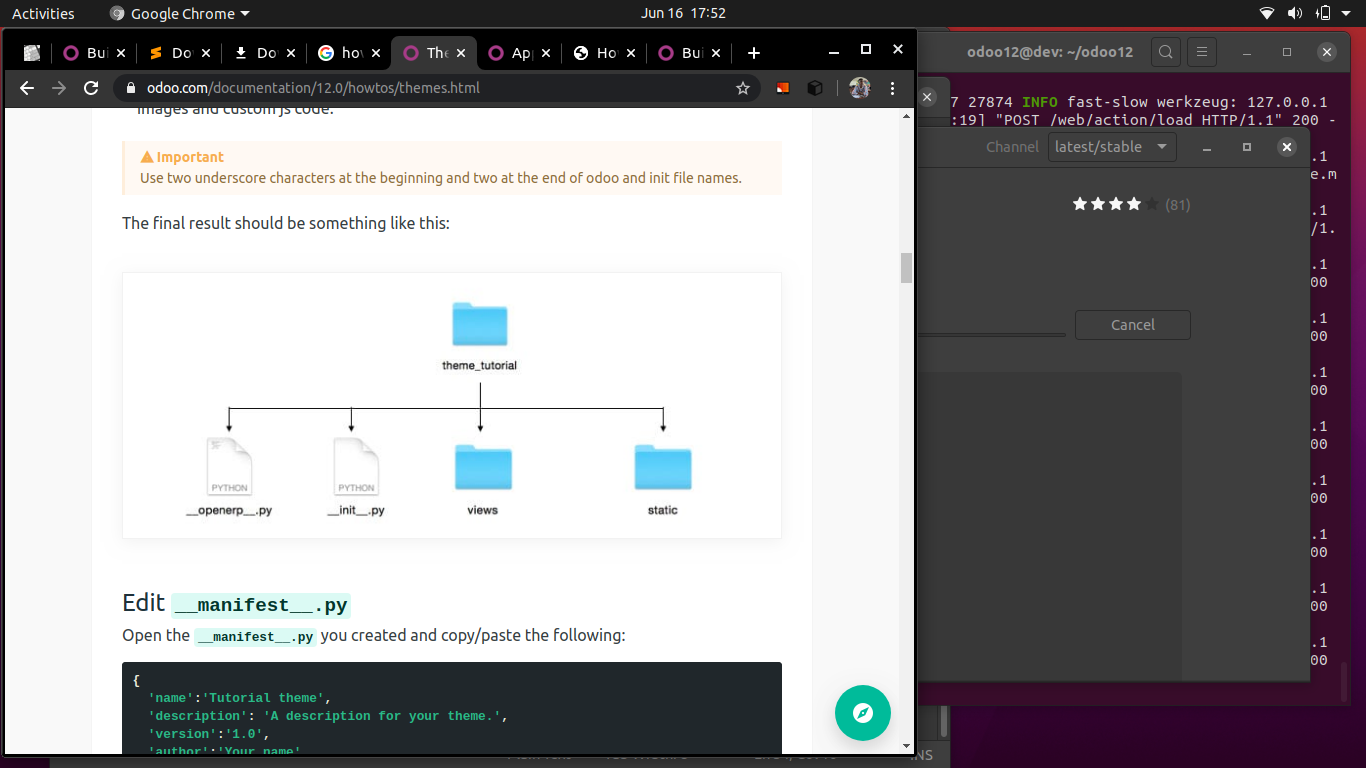 Activities
Google Chrome
Jun 16 17:52
Bui
Do
Do
hov
The
App
Ho
Bui
odoo12@dev: ~/odoo12
odoo.com/documentation/12.0/howtos/themes.html
images and custom js code.
Important
Use two underscore characters at the beginning and two at the end of odoo and init file names.
The final result should be something like this:
theme_tutorial
PYTHON
PYTHON
__openerp__.py
__init__.py
views
static
Edit __manifest__.py
Open the __manifest__.py you created and copy/paste the following:
{
'name':'Tutorial theme',
'description': 'A description for your theme.',
'version':'1.0',
'author':'Your name',
7 27874 INFO fast-slow werkzeug: 127.0.0.1
:19] "POST /web/action/load HTTP/1.1" 200 -
Channel
latest/stable
.1
e.m
(81)
.1
/1.
.1
00
.1
Cancel
00
.1
00
.1
00
.1
00
.1
00
.1
00
.1
00
INS